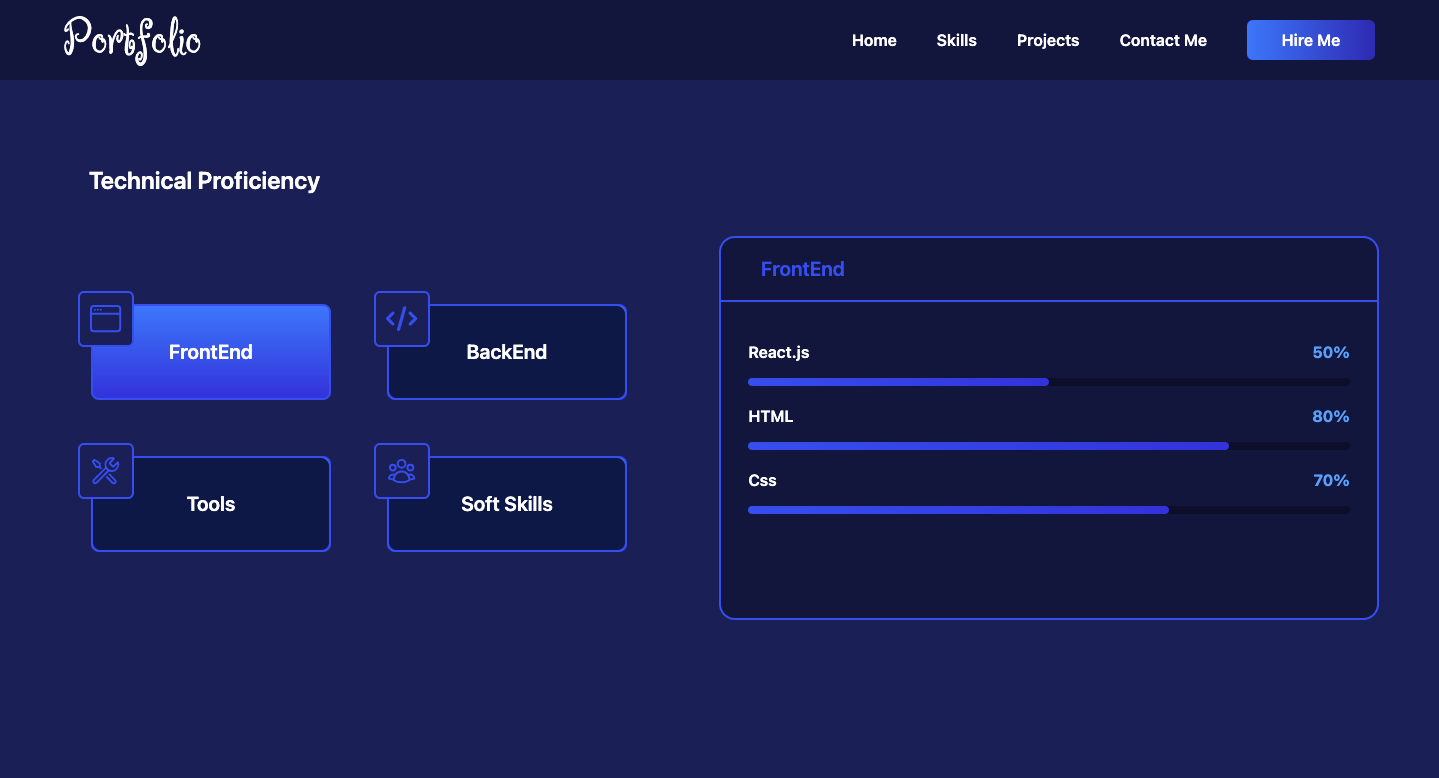 Portfolio
Home Skills Projects Contact Me Hire Me
Technical Proficiency
FrontEnd
BackEnd
Tools
Soft Skills
FrontEnd
React.js 50%
HTML 80%
Css 70%